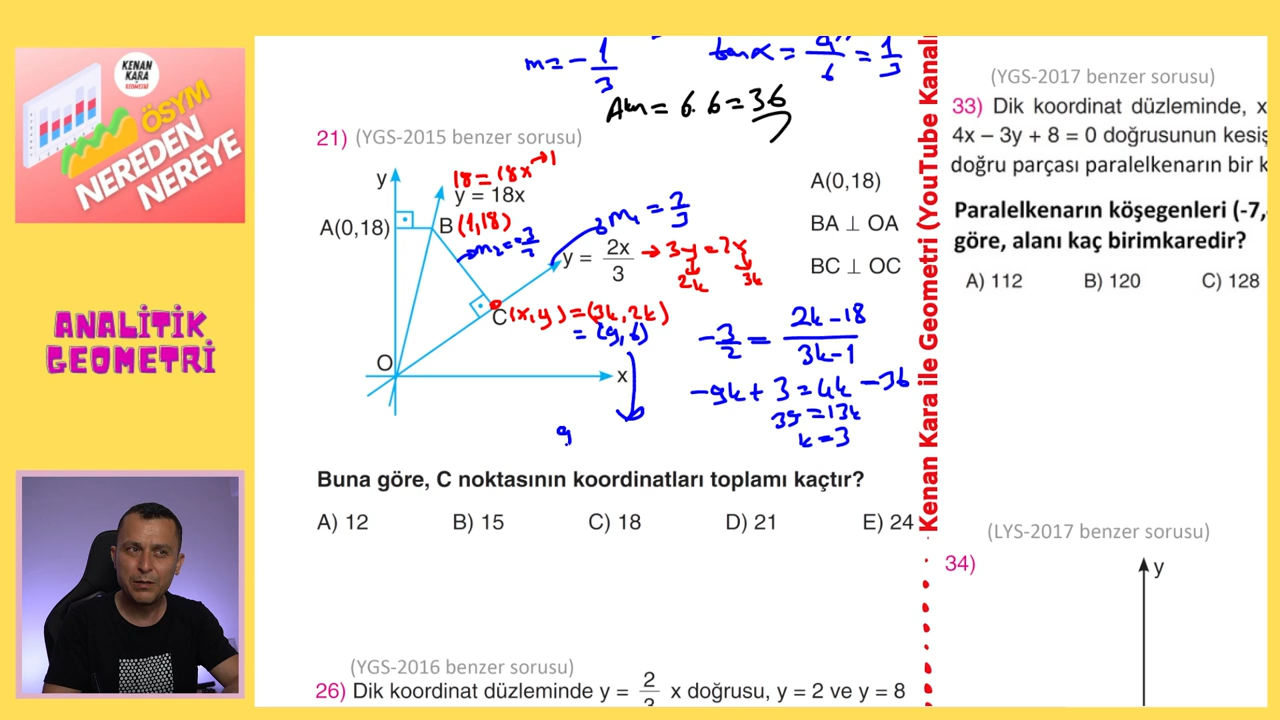 KENAN
KARA
GEOMETRİ
ÖSYM
NEREDEN
NEREYE
ANALİTİK
GEOMETRİ
m = - 1/3
tanα = /6 = 1/3
= 6.6 = 36
21) (YGS-2015 benzer sorusu)
y
18 = 18x → 1
y = 18x
A(0,18)
B (1,18)
m₂ = -3/2
m₁ = 2/3
y = 2x/3 → 3y = 2x
2k 3k
C (x,y) = (3k, 2k)
= (9, 6)
O
x
9
A(0,18)
BA ⊥ OA
BC ⊥ OC
-3/2 = 2k-18/3k-1
-9k + 3 = 4k - 36
39 = 13k
k = 3
Buna göre, C noktasının koordinatları toplamı kaçtır?
A) 12 B) 15 C) 18 D) 21 E) 24
(YGS-2016 benzer sorusu)
26) Dik koordinat düzleminde y = 2/3 x doğrusu, y = 2 ve y = 8
Kenan Kara ile Geometri (YouTube Kanalı
(YGS-2017 benzer sorusu)
33) Dik koordinat düzleminde, x
4x – 3y + 8 = 0 doğrusunun kesiş
doğru parçası paralelkenarın bir k
Paralelkenarın köşegenleri (-7,
göre, alanı kaç birimkaredir?
A) 112 B) 120 C) 128
(LYS-2017 benzer sorusu)
34)
y